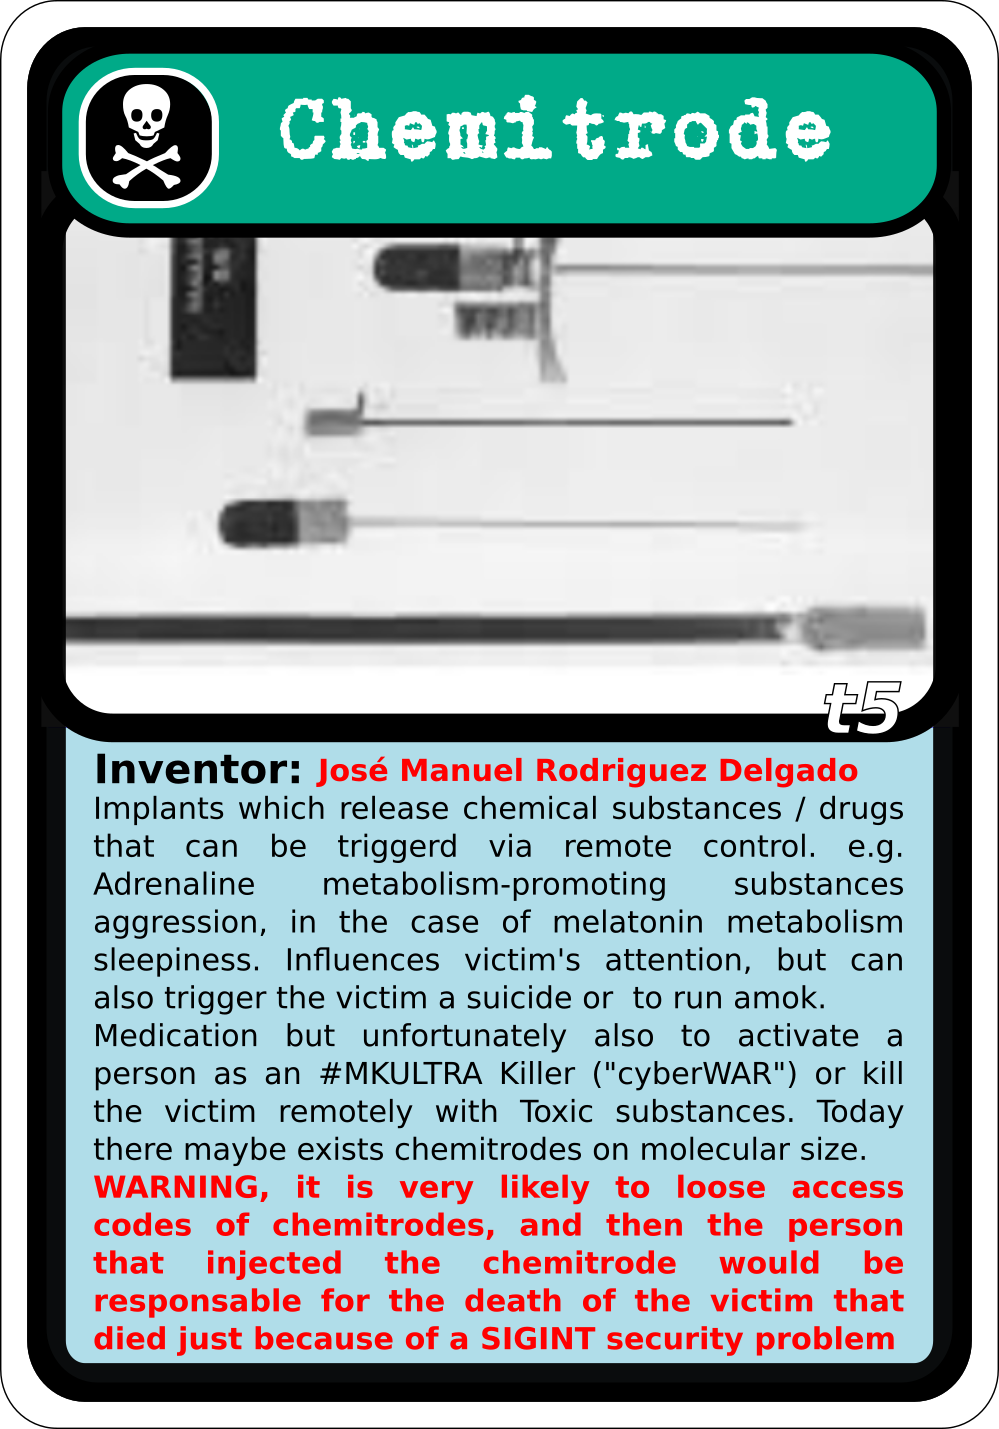 Chemitrode
t5
Inventor: José Manuel Rodriguez Delgado
Implants which release chemical substances / drugs
that can be triggerd via remote control. e.g.
Adrenaline metabolism-promoting substances
aggression, in the case of melatonin metabolism
sleepiness. Influences victim's attention, but can
also trigger the victim a suicide or  to run amok.
Medication but unfortunately also to activate a
person as an #MKULTRA Killer ("cyberWAR") or kill
the victim remotely with Toxic substances. Today
there maybe exists chemitrodes on molecular size.
WARNING, it is very likely to loose access
codes of chemitrodes, and then the person
that injected the chemitrode would be
responsable for the death of the victim that
died just because of a SIGINT security problem